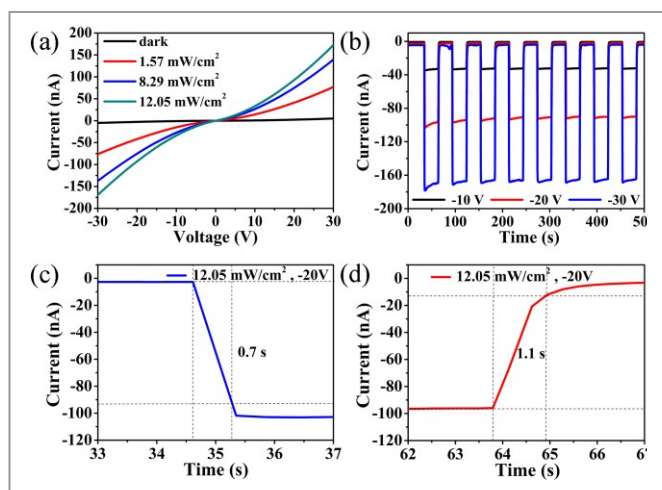 (a)
dark
1.57 mW/cm²
8.29 mW/cm²
12.05 mW/cm²
200
150
100
50
0
50
100
150
200
-30 -20 -10 0 10 20 30
Voltage (V)
Current (nA)
(b)
0
-40
-80
-120
-160
-200
-10 V -20 V -30 V
0 100 200 300 400 50
Time (s)
Current (nA)
(c)
12.05 mW/cm² , -20V
0.7 s
0
-20
-40
-60
-80
-100
-120
33 34 35 36 37
Time (s)
Current (nA)
(d)
12.05 mW/cm² , -20V
1.1 s
0
-20
-40
-60
-80
-100
-120
62 63 64 65 66 67
Time (s)
Current (nA)